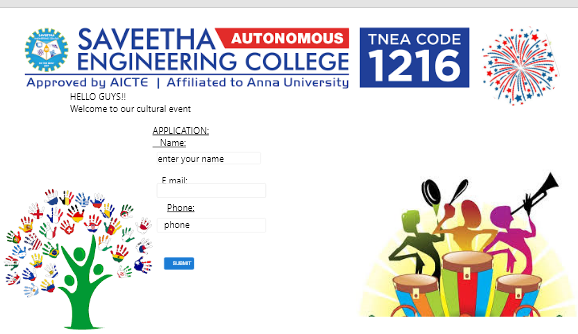 SAVEETHA AUTONOMOUS
ENGINEERING COLLEGE
Approved by AICTE | Affiliated to Anna University
TNEA CODE
1216
HELLO GUYS!!
Welcome to our cultural event
APPLICATION:
Name:
enter your name
Email:
Phone:
phone
SUBMIT